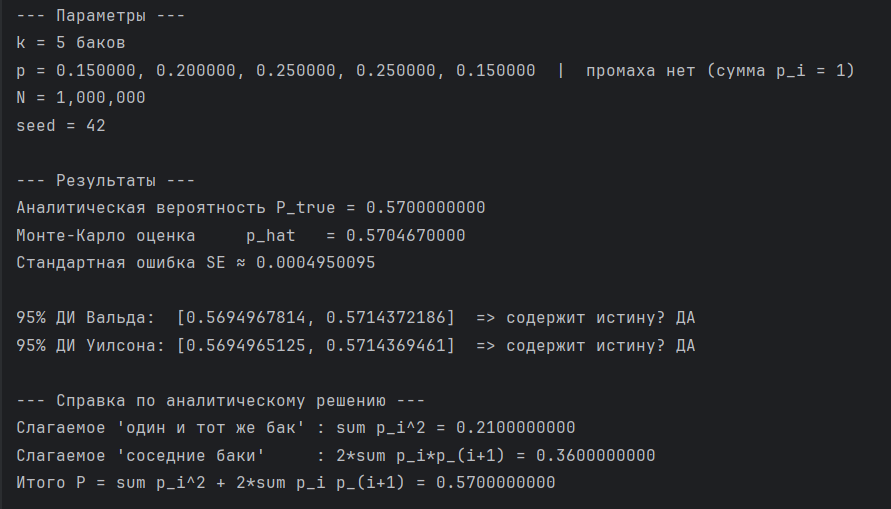 --- Параметры ---
k = 5 баков
p = 0.150000, 0.200000, 0.250000, 0.250000, 0.150000  |  промаха нет (сумма p_i = 1)
N = 1,000,000
seed = 42
--- Результаты ---
Аналитическая вероятность P_true = 0.5700000000
Монте-Карло оценка     p_hat   = 0.5704670000
Стандартная ошибка SE ≈ 0.0004950095
95% ДИ Вальда:  [0.5694967814, 0.5714372186]  => содержит истину? ДА
95% ДИ Уилсона: [0.5694965125, 0.5714369461]  => содержит истину? ДА
--- Справка по аналитическому решению ---
Слагаемое 'один и тот же бак' : sum p_i^2 = 0.2100000000
Слагаемое 'соседние баки'     : 2*sum p_i*p_(i+1) = 0.3600000000
Итого P = sum p_i^2 + 2*sum p_i p_(i+1) = 0.5700000000